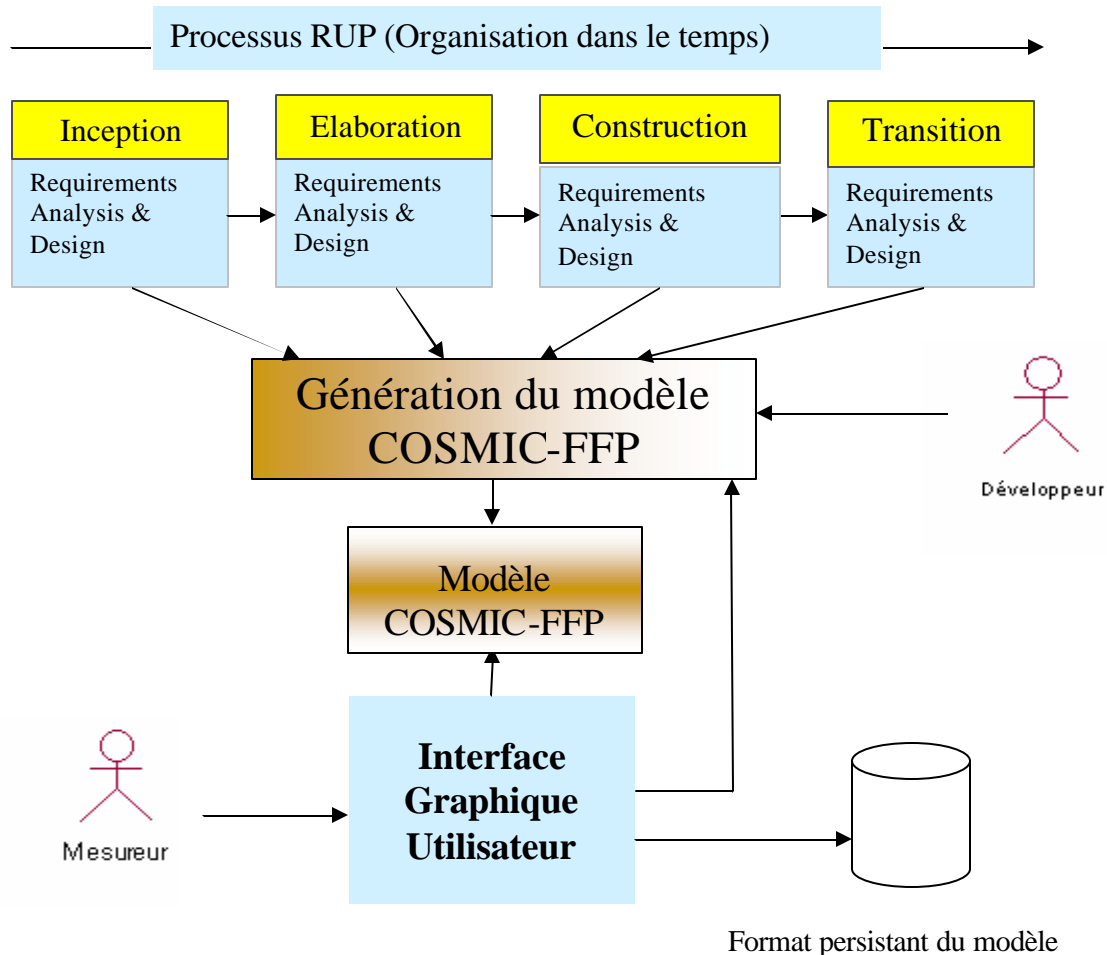 Processus RUP (Organisation dans le temps)
Inception
Requirements
Analysis &
Design
Elaboration
Requirements
Analysis &
Design
Construction
Requirements
Analysis &
Design
Transition
Requirements
Analysis &
Design
Génération du modèle
COSMIC-FFP
Développeur
Modèle
COSMIC-FFP
Interface
Graphique
Utilisateur
Mesureur
Format persistant du modèle